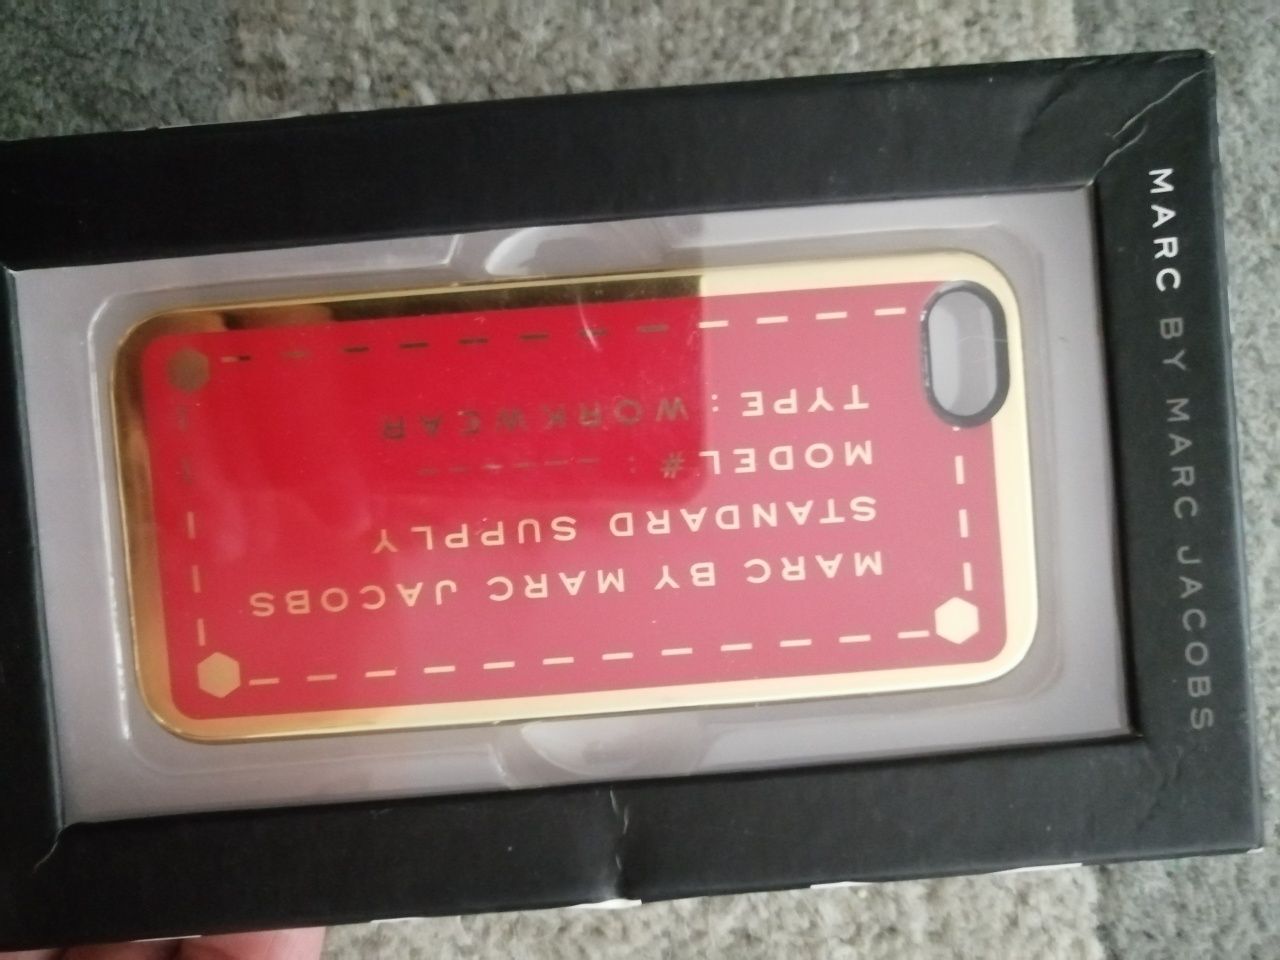 MARC BY MARC JACOBS
STANDARD SUPPLY
MODEL # : -------
TYPE : WORKWEAR
MARC BY MARC JACOBS